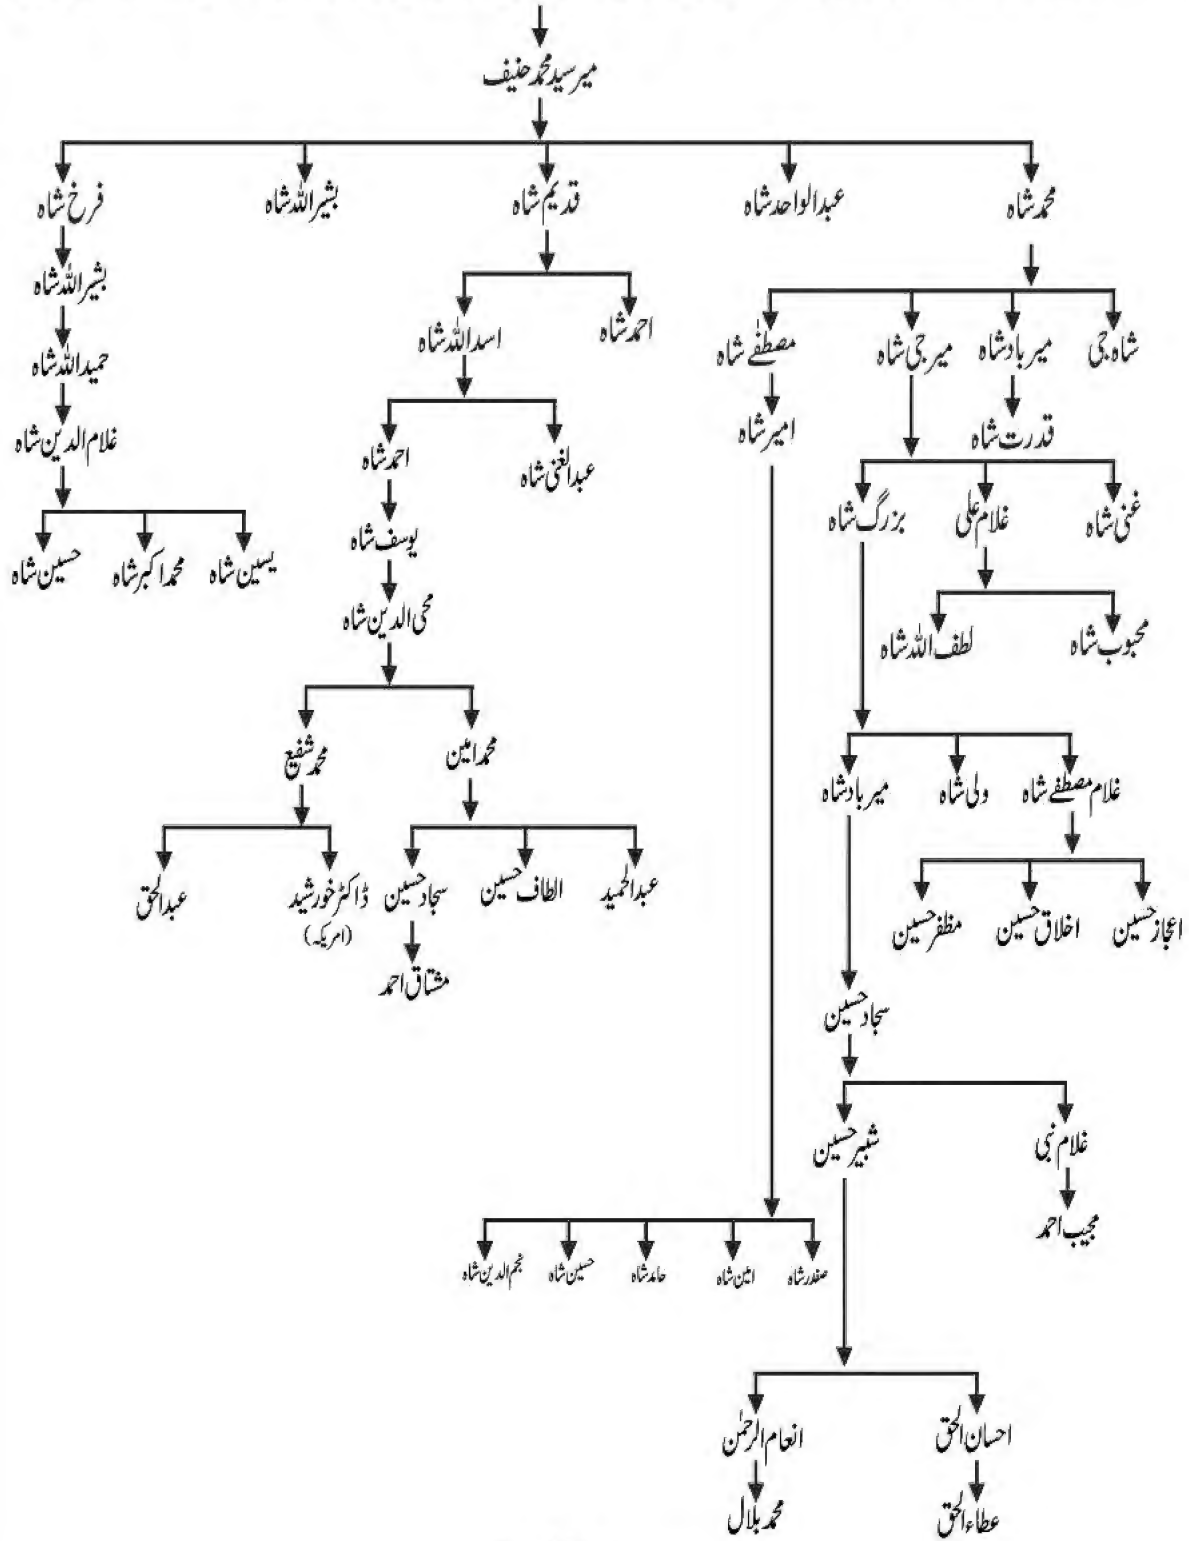 میر سید محمد حنیف
محمد شاہ
عبدالواحد شاہ
قدیم شاہ
بشیر اللہ شاہ
فرخ شاہ
بشیر اللہ شاہ
احمد شاہ
اسد اللہ شاہ
شاہ جی
میر باد شاہ
میر جی شاہ
مصطفےٰ شاہ
حمید اللہ شاہ
قدرت شاہ
امیر شاہ
غلام الدین شاہ
احمد شاہ
عبدالغنی شاہ
غنی شاہ
غلام علی
بزرگ شاہ
یوسف شاہ
یسین شاہ
محمد اکبر شاہ
حسین شاہ
محی الدین شاہ
محبوب شاہ
لطف اللہ شاہ
محمد امین
محمد شفیع
غلام مصطفےٰ شاہ
ولی شاہ
میر باد شاہ
عبدالحمید
الطاف حسین
سجاد حسین
ڈاکٹر خورشید
(امریکہ)
عبدالحق
اعجاز حسین
اخلاق حسین
مظفر حسین
مشتاق احمد
سجاد حسین
غلام نبی
شبیر حسین
مجیب احمد
صفدر شاہ
امین شاہ
حامد شاہ
حسین شاہ
نجم الدین شاہ
احسان الحق
انعام الرحمٰن
عطاء الحق
محمد بلال